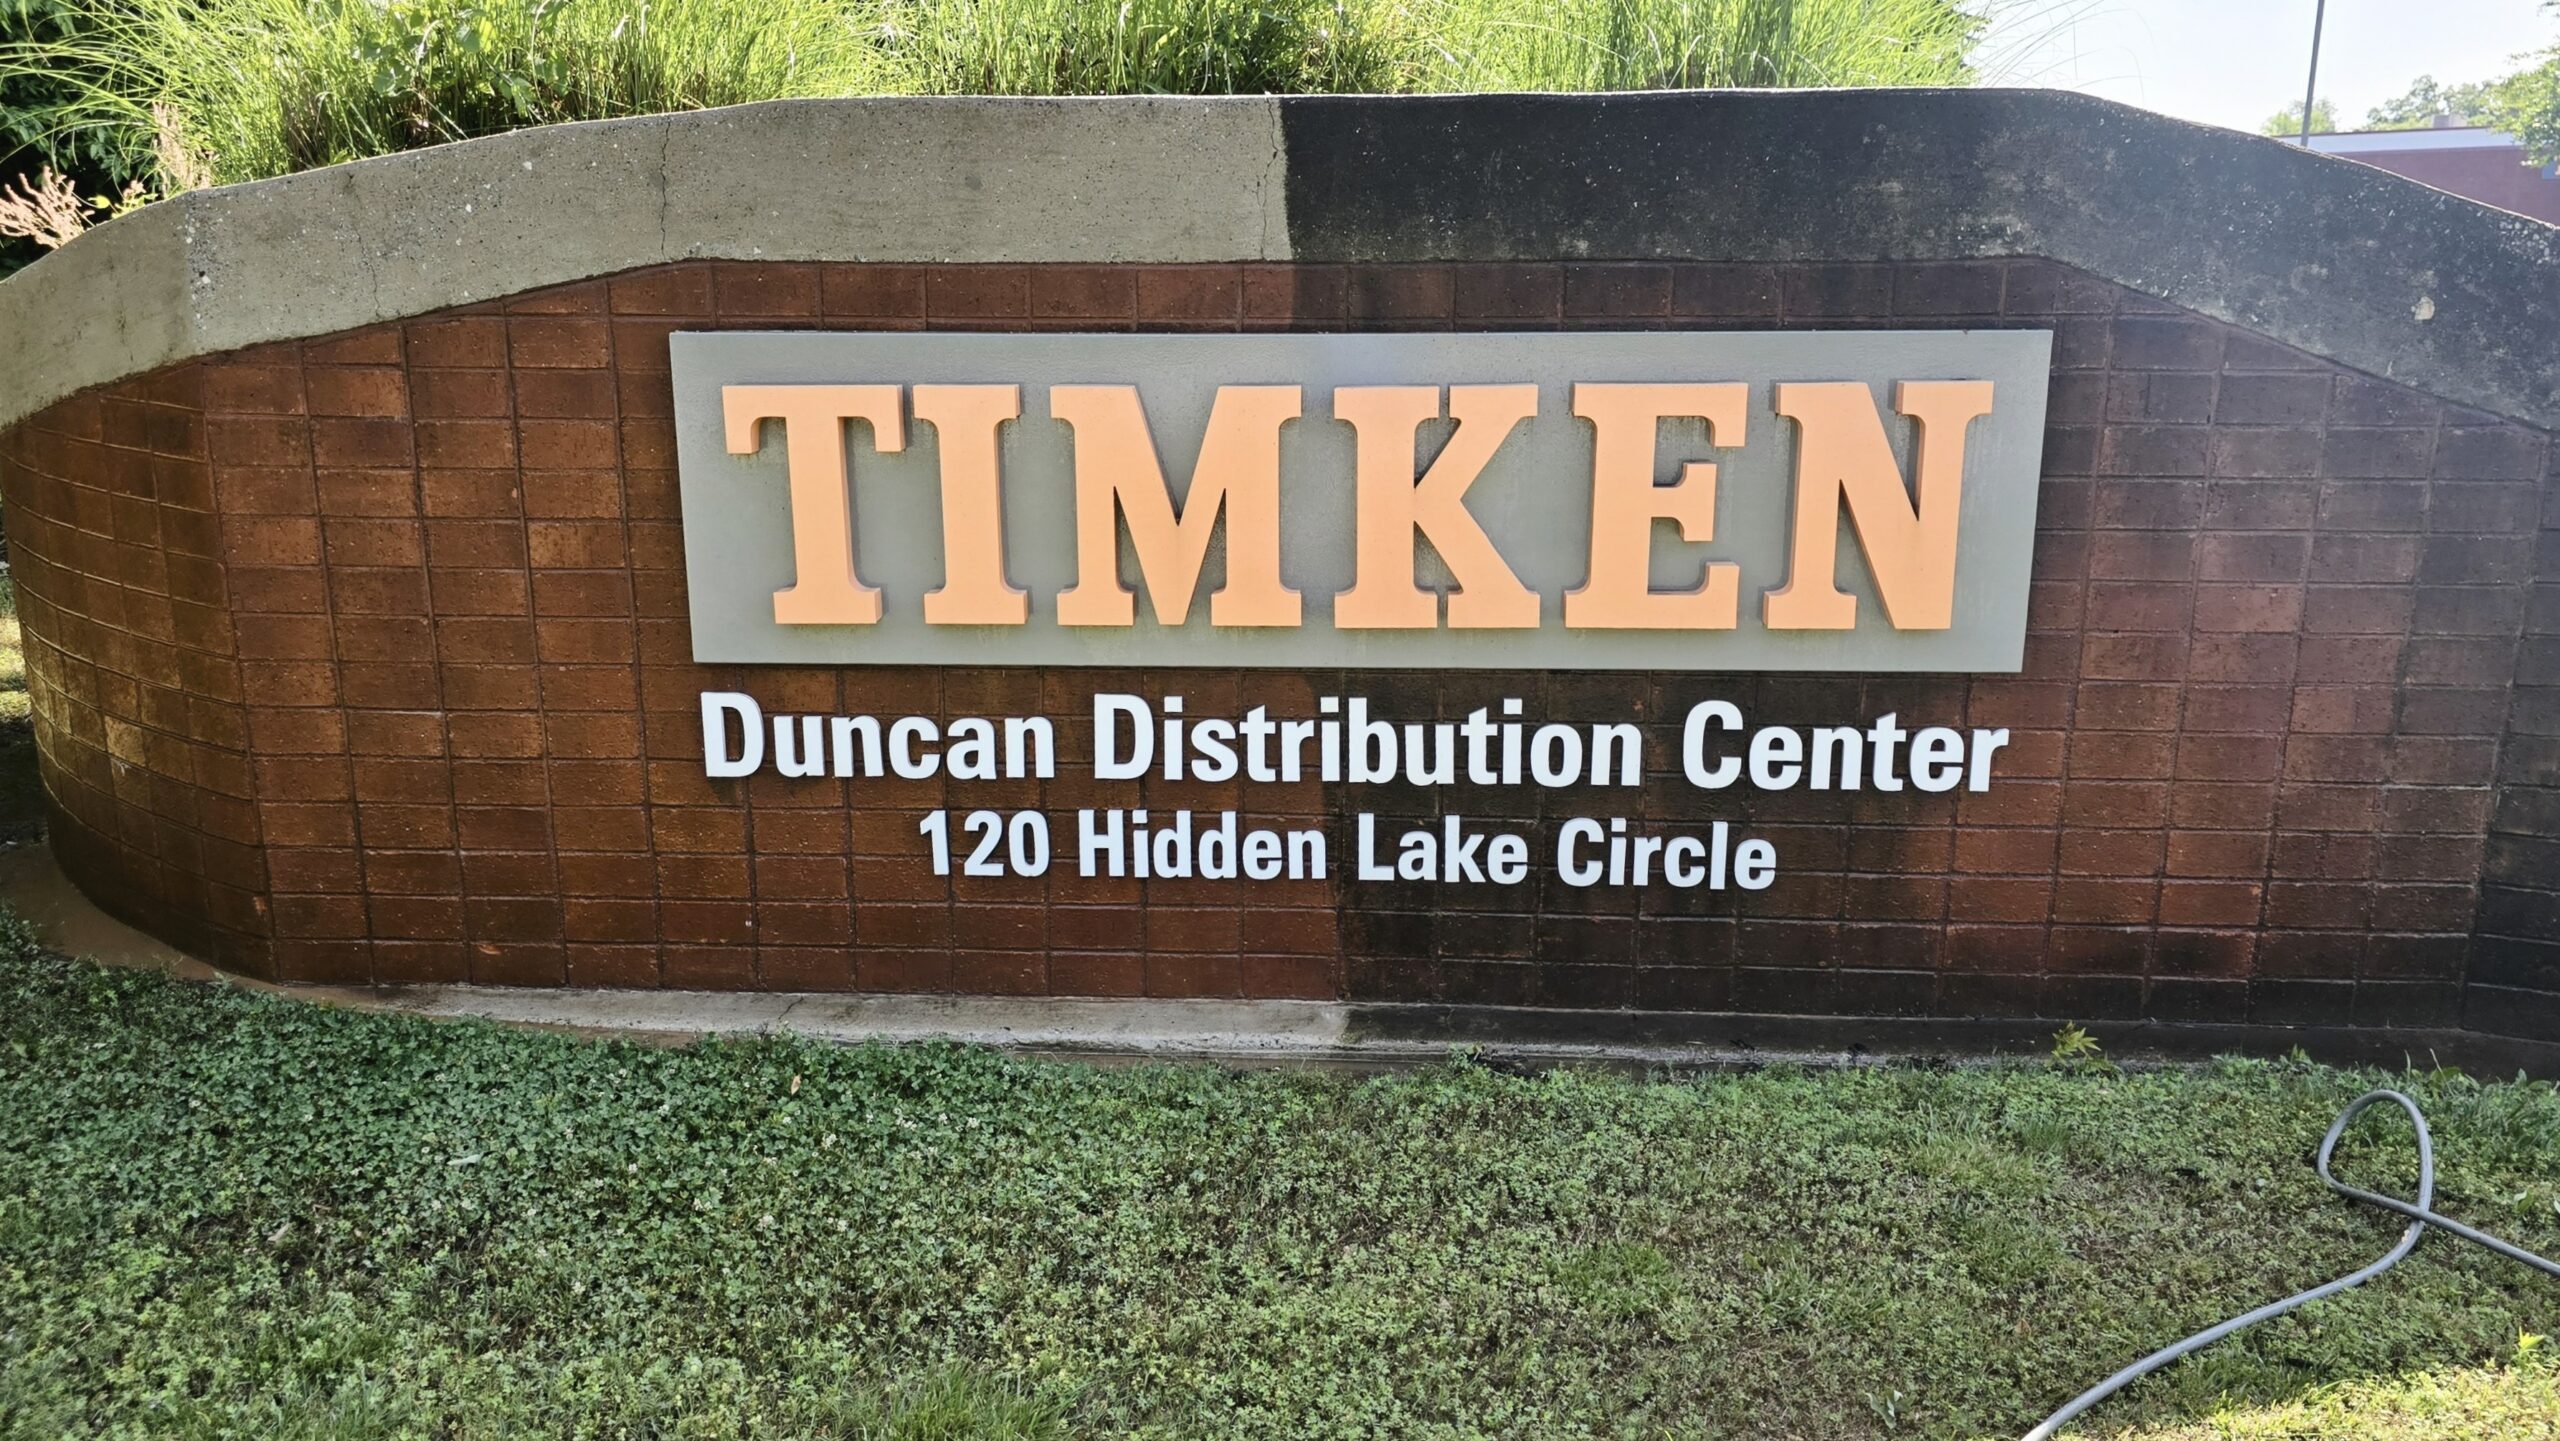 TIMKEN
Duncan Distribution Center
120 Hidden Lake Circle